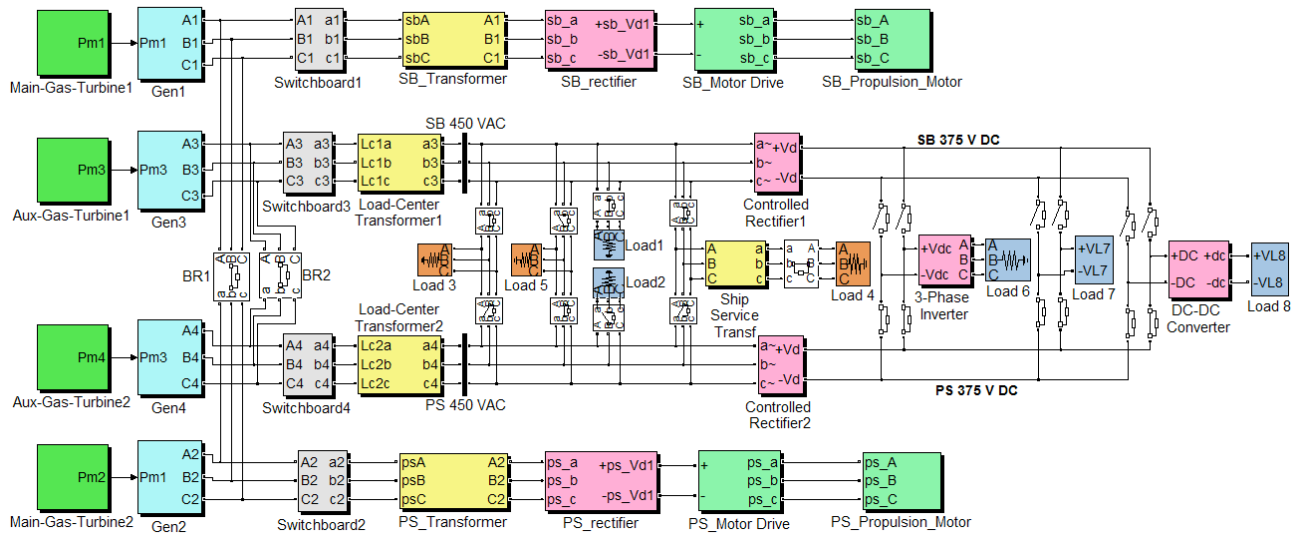 Pm1
Main-Gas-Turbine1
Pm1
A1
B1
C1
Gen1
A1 a1
B1 b1
C1 c1
Switchboard1
sbA A1
sbB B1
sbC C1
SB_Transformer
sb_a +sb_Vd1
sb_b
sb_c -sb_Vd1
SB_rectifier
+ sb_a
sb_b
- sb_c
SB_Motor Drive
sb_A
sb_B
sb_C
SB_Propulsion_Motor
Pm3
Aux-Gas-Turbine1
Pm3
A3
B3
C3
Gen3
A3 a3
B3 b3
C3 c3
Switchboard3
Lc1a a3
Lc1b b3
Lc1c c3
Load-Center
Transformer1
SB 450 VAC
a~ +Vd
b~
c~ -Vd
Controlled
Rectifier1
SB 375 V DC
A B C
a b c
BR1
A B C
a b c
BR2
A
B
C
Load 3
A
B
C
Load 5
A B C
Load1
A B C
Load2
A a
B b
C c
Ship
Service
Transf
a A
b B
c C
A
B
C
Load 4
+Vdc A
B
-Vdc C
3-Phase
Inverter
A
B
C
Load 6
+VL7
-VL7
Load 7
+DC +dc
-DC -dc
DC-DC
Converter
+VL8
-VL8
Load 8
Pm4
Aux-Gas-Turbine2
Pm3
A4
B4
C4
Gen4
A4 a4
B4 b4
C4 c4
Switchboard4
Load-Center
Transformer2
Lc2a a4
Lc2b b4
Lc2c c4
PS 450 VAC
a~ +Vd
b~
c~ -Vd
Controlled
Rectifier2
PS 375 V DC
Pm2
Main-Gas-Turbine2
Pm1
A2
B2
C2
Gen2
A2 a2
B2 b2
C2 c2
Switchboard2
psA A2
psB B2
psC C2
PS_Transformer
ps_a +ps_Vd1
ps_b
ps_c -ps_Vd1
PS_rectifier
+ ps_a
ps_b
- ps_c
PS_Motor Drive
ps_A
ps_B
ps_C
PS_Propulsion_Motor